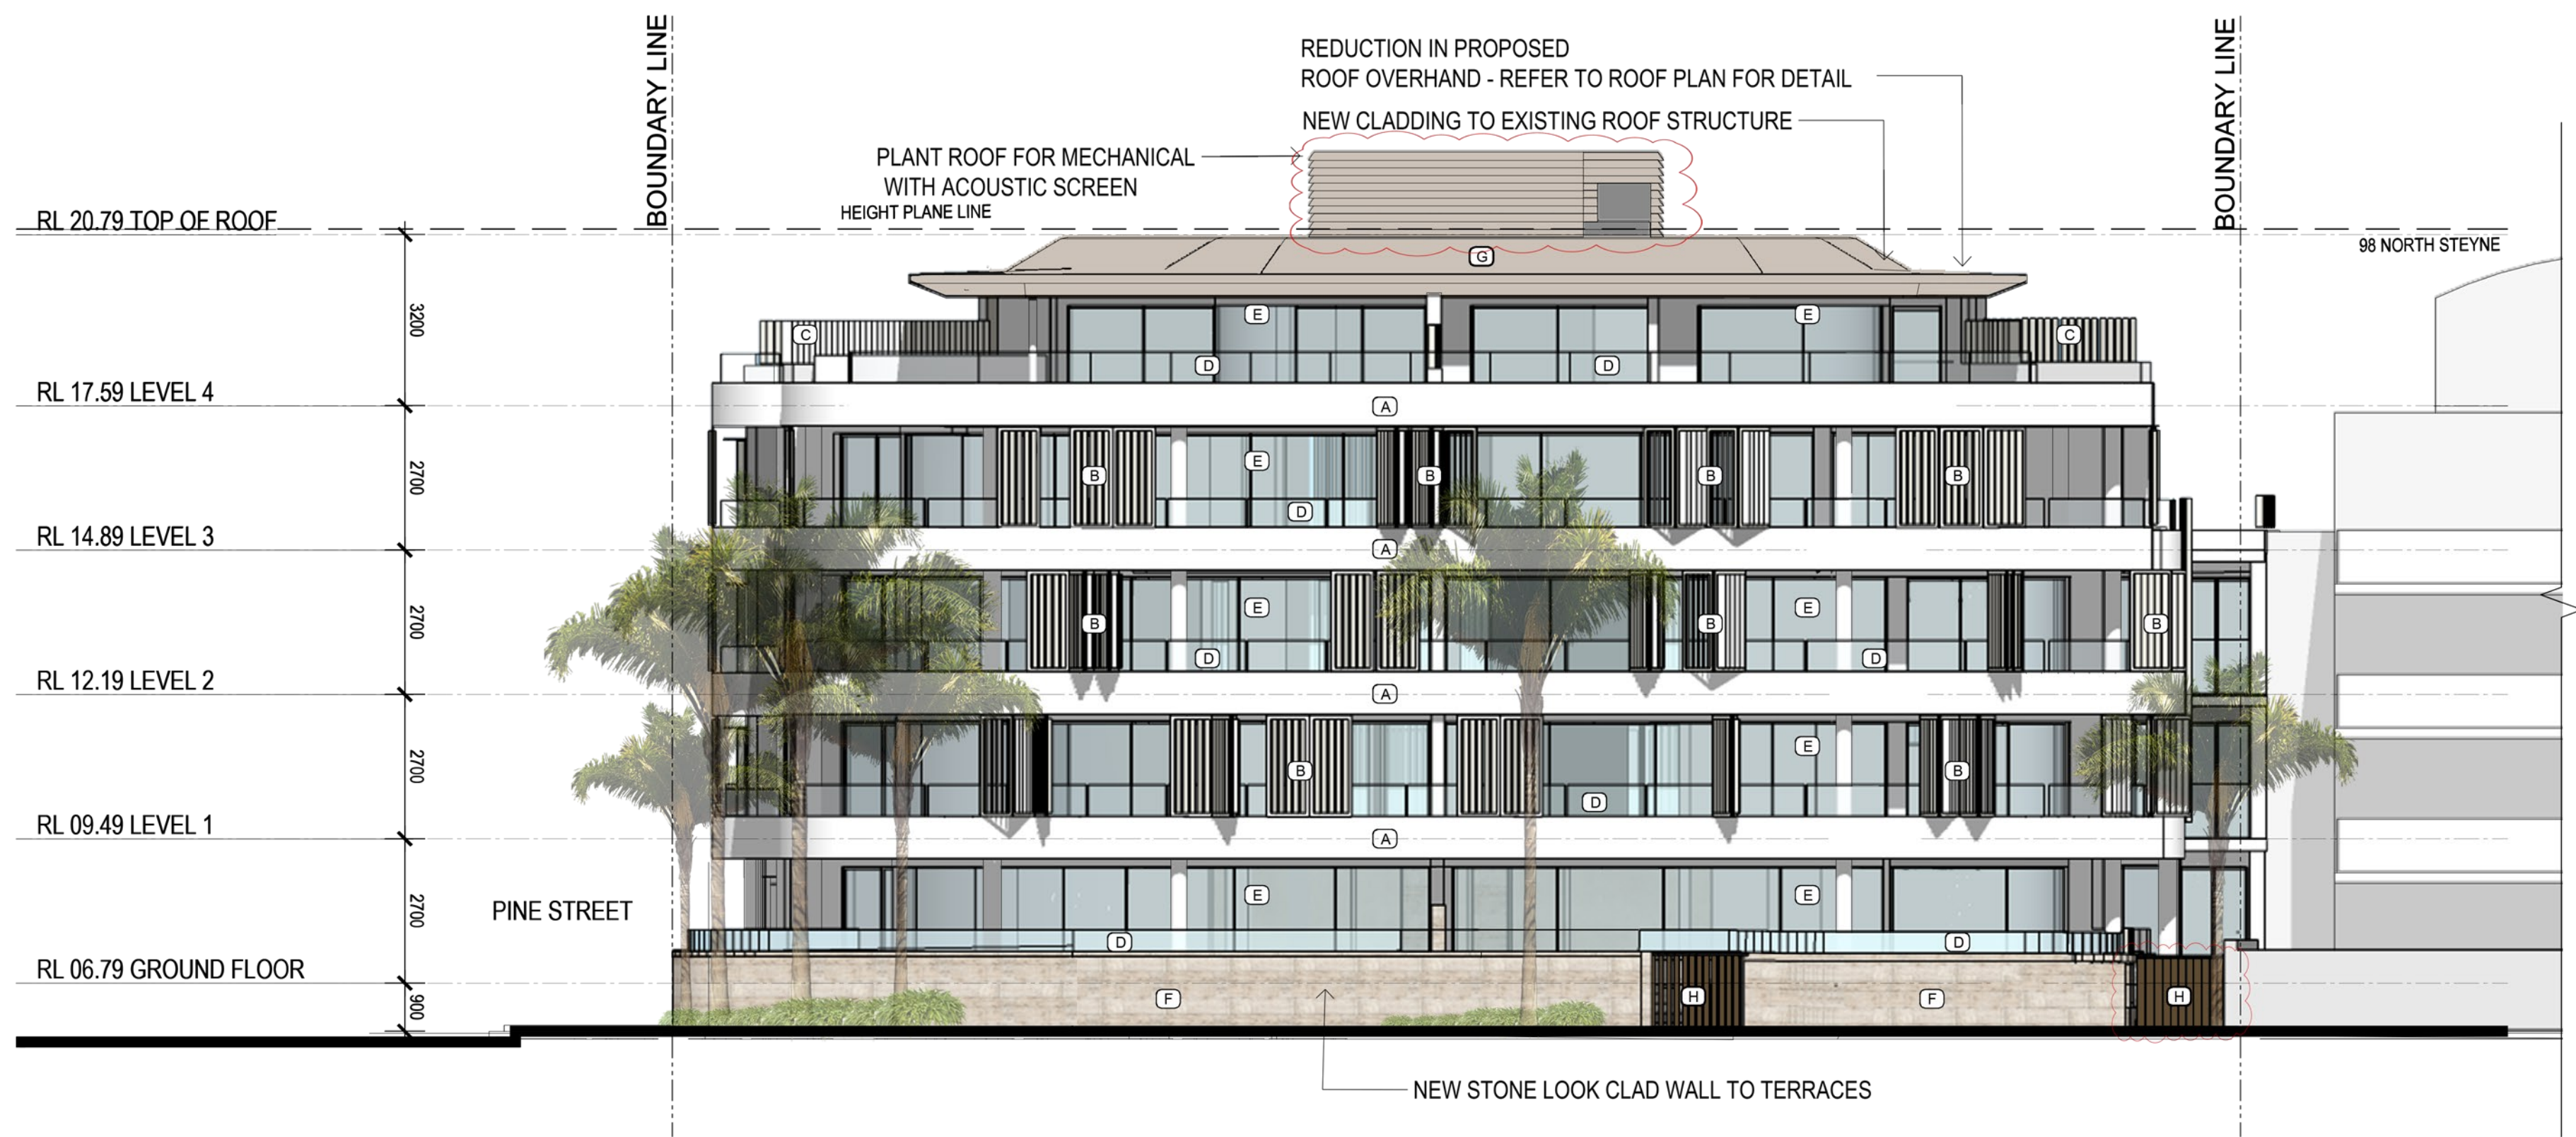 BOUNDARY LINE
BOUNDARY LINE
REDUCTION IN PROPOSED
ROOF OVERHAND - REFER TO ROOF PLAN FOR DETAIL
NEW CLADDING TO EXISTING ROOF STRUCTURE
PLANT ROOF FOR MECHANICAL
WITH ACOUSTIC SCREEN
HEIGHT PLANE LINE
RL 20.79 TOP OF ROOF
98 NORTH STEYNE
G
3200
E E
C C
D D
RL 17.59 LEVEL 4
A
2700
E
B B B B
D
RL 14.89 LEVEL 3
A
2700
E E
B B B
D D
RL 12.19 LEVEL 2
A
2700
E
B B
D
RL 09.49 LEVEL 1
A
2700
E E
PINE STREET
D D
RL 06.79 GROUND FLOOR
900
F H F H
NEW STONE LOOK CLAD WALL TO TERRACES